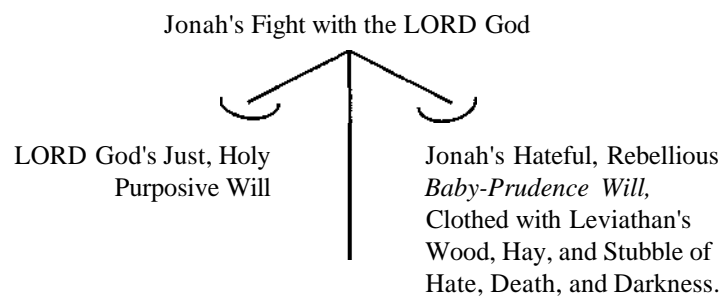 Jonah's Fight with the LORD God
LORD God's Just, Holy
Purposive Will
Jonah's Hateful, Rebellious
Baby-Prudence Will,
Clothed with Leviathan's
Wood, Hay, and Stubble of
Hate, Death, and Darkness.